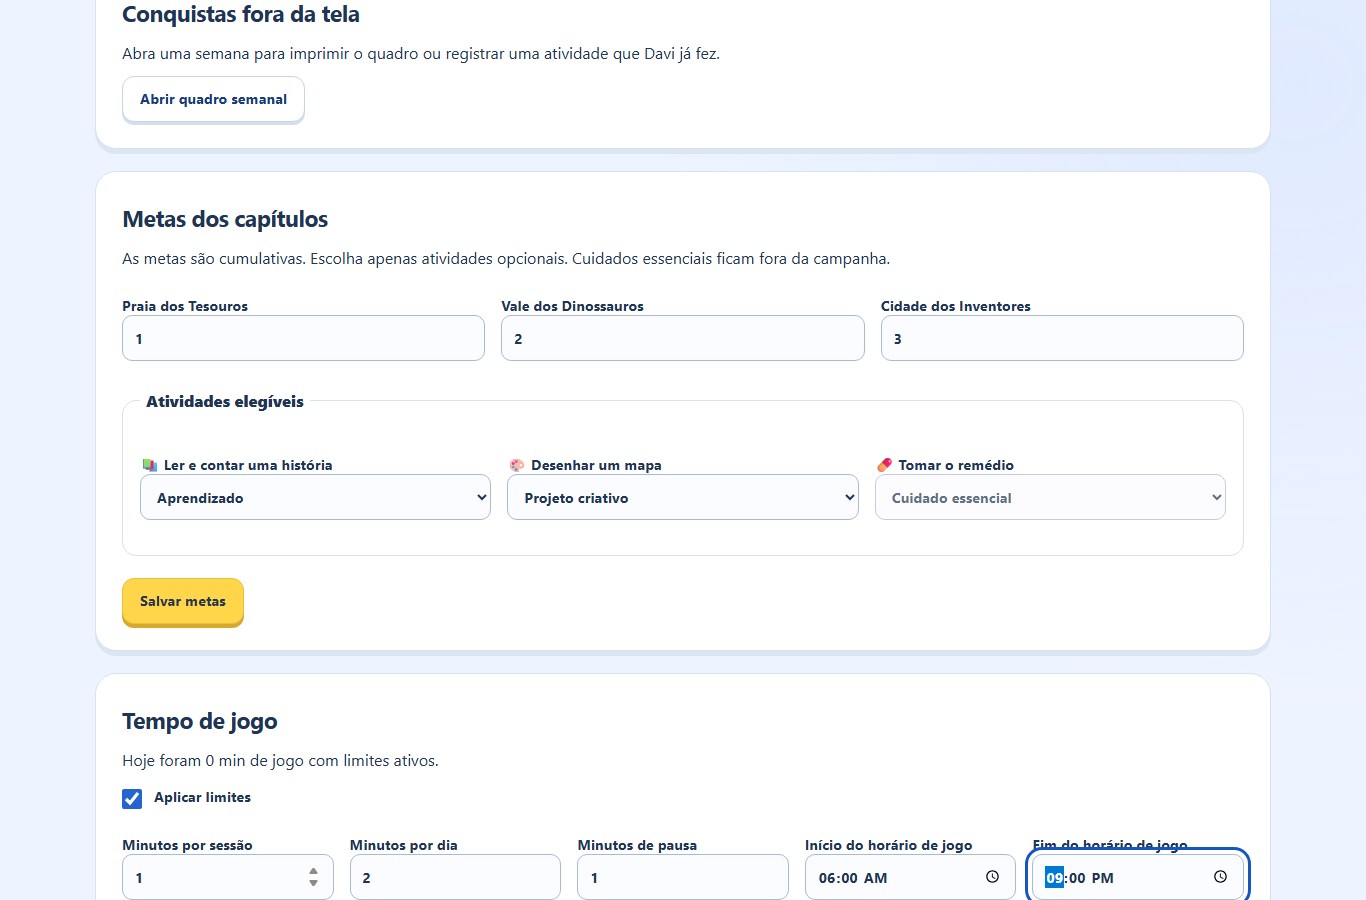 Conquistas fora da tela
Abra uma semana para imprimir o quadro ou registrar uma atividade que Davi já fez.
Abrir quadro semanal
Metas dos capítulos
As metas são cumulativas. Escolha apenas atividades opcionais. Cuidados essenciais ficam fora da campanha.
Praia dos Tesouros
Vale dos Dinossauros
Cidade dos Inventores
1
2
3
Atividades elegíveis
Ler e contar uma história
Desenhar um mapa
Tomar o remédio
Aprendizado
Projeto criativo
Cuidado essencial
Salvar metas
Tempo de jogo
Hoje foram 0 min de jogo com limites ativos.
Aplicar limites
Minutos por sessão
Minutos por dia
Minutos de pausa
Início do horário de jogo
Fim do horário de jogo
1
2
1
06:00 AM
09:00 PM